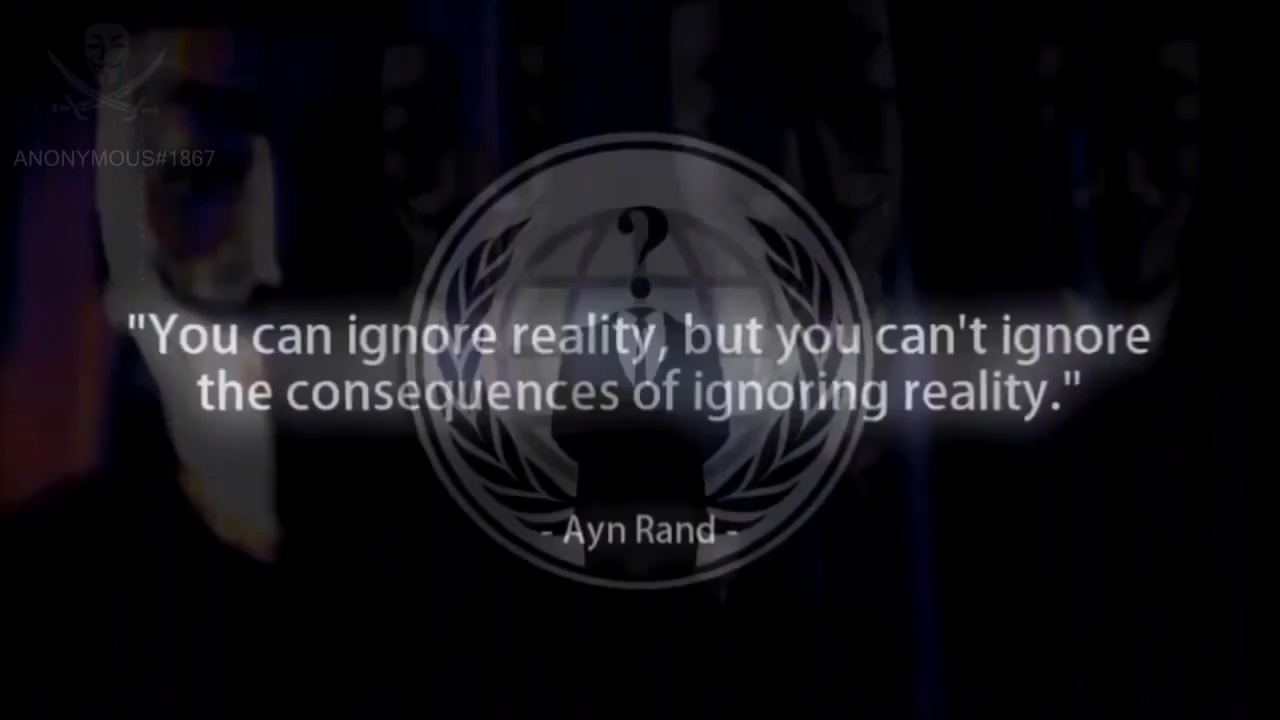 ANONYMOUS#1867
?
"You can ignore reality, but you can't ignore
the consequences of ignoring reality."
- Ayn Rand -